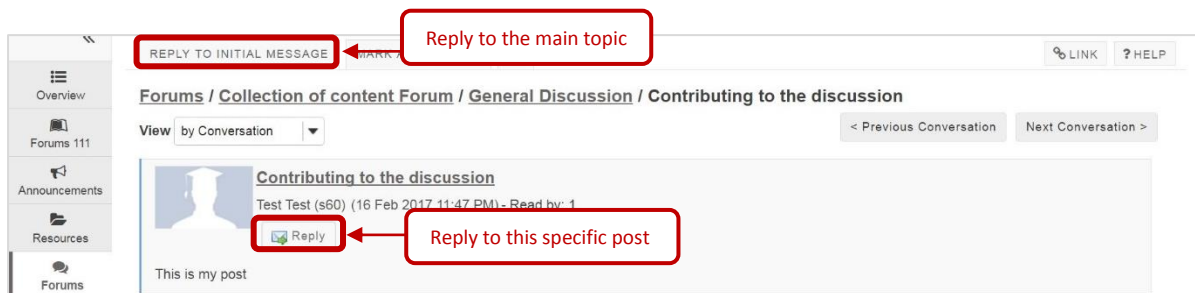 Reply to the main topic
REPLY TO INITIAL MESSAGE MARK LINK ? HELP
Overview
Forums / Collection of content Forum / General Discussion / Contributing to the discussion
View by Conversation < Previous Conversation Next Conversation >
Forums 111
Announcements
Contributing to the discussion
Test Test (s60) (16 Feb 2017 11:47 PM) - Read by: 1
Resources
Reply Reply to this specific post
This is my post
Forums